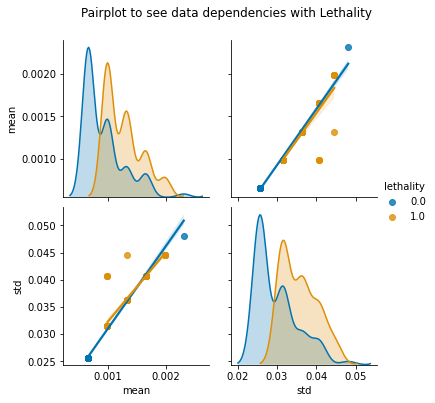 Pairplot to see data dependencies with Lethality
0.0020
0.0015
0.0010
mean
lethality
0.0
1.0
0.050
0.045
0.040
0.035
0.030
0.025
std
0.001 0.002
mean
0.02 0.03 0.04 0.05
std